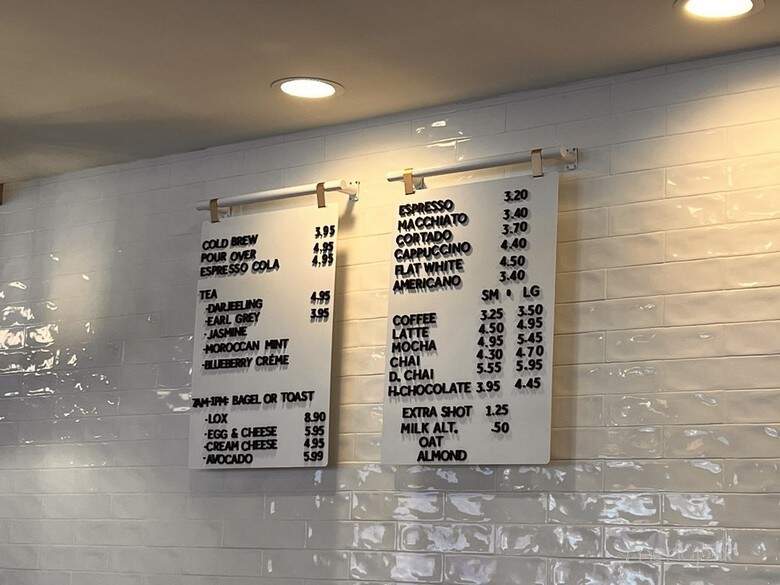 COLD BREW 3.95
POUR OVER 4.95
ESPRESSO COLA 4.95
TEA 4.95
·DARJEELING 3.95
·EARL GREY
·JASMINE
·MOROCCAN MINT
·BLUEBERRY CRÉME
7AM-1PM: BAGEL OR TOAST
·LOX 8.90
·EGG & CHEESE 5.95
·CREAM CHEESE 4.95
·AVOCADO 5.99
ESPRESSO 3.20
MACCHIATO 3.40
CORTADO 3.70
CAPPUCCINO 4.40
FLAT WHITE 4.50
AMERICANO 3.40
SM • LG
COFFEE 3.25 3.50
LATTE 4.50 4.95
MOCHA 4.95 5.45
CHAI 4.30 4.70
D. CHAI 5.55 5.95
H.CHOCOLATE 3.95 4.45
EXTRA SHOT 1.25
MILK ALT. .50
OAT
ALMOND